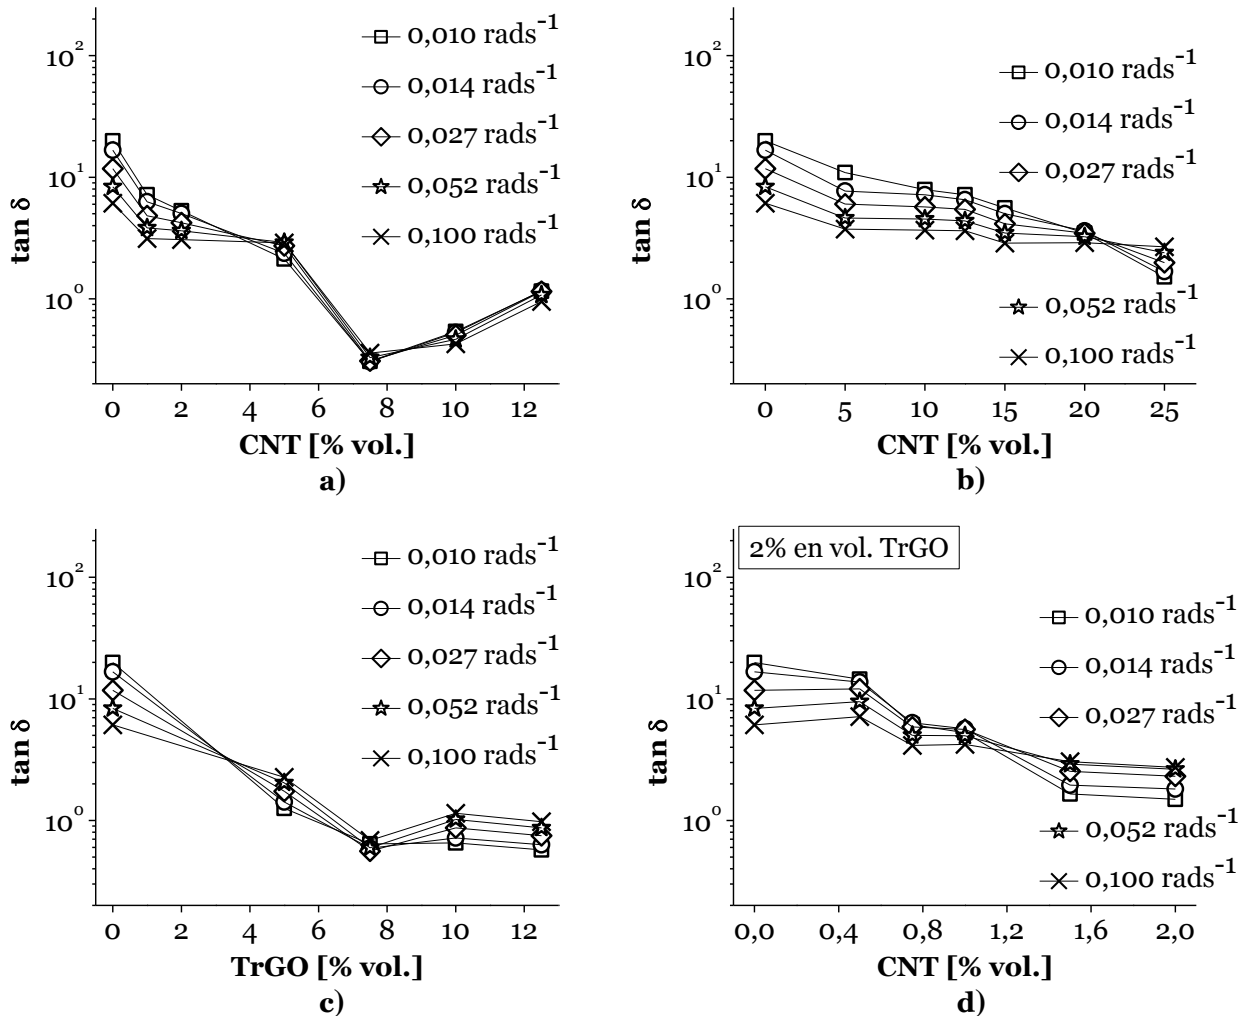 10²
10¹
10⁰
tan δ
0,010 rads⁻¹
0,014 rads⁻¹
0,027 rads⁻¹
0,052 rads⁻¹
0,100 rads⁻¹
0 2 4 6 8 10 12
CNT [% vol.]
a)
10²
10¹
10⁰
tan δ
0,010 rads⁻¹
0,014 rads⁻¹
0,027 rads⁻¹
0,052 rads⁻¹
0,100 rads⁻¹
0 5 10 15 20 25
CNT [% vol.]
b)
10²
10¹
10⁰
tan δ
0,010 rads⁻¹
0,014 rads⁻¹
0,027 rads⁻¹
0,052 rads⁻¹
0,100 rads⁻¹
0 2 4 6 8 10 12
TrGO [% vol.]
c)
2% en vol. TrGO
10²
10¹
10⁰
tan δ
0,010 rads⁻¹
0,014 rads⁻¹
0,027 rads⁻¹
0,052 rads⁻¹
0,100 rads⁻¹
0,0 0,4 0,8 1,2 1,6 2,0
CNT [% vol.]
d)